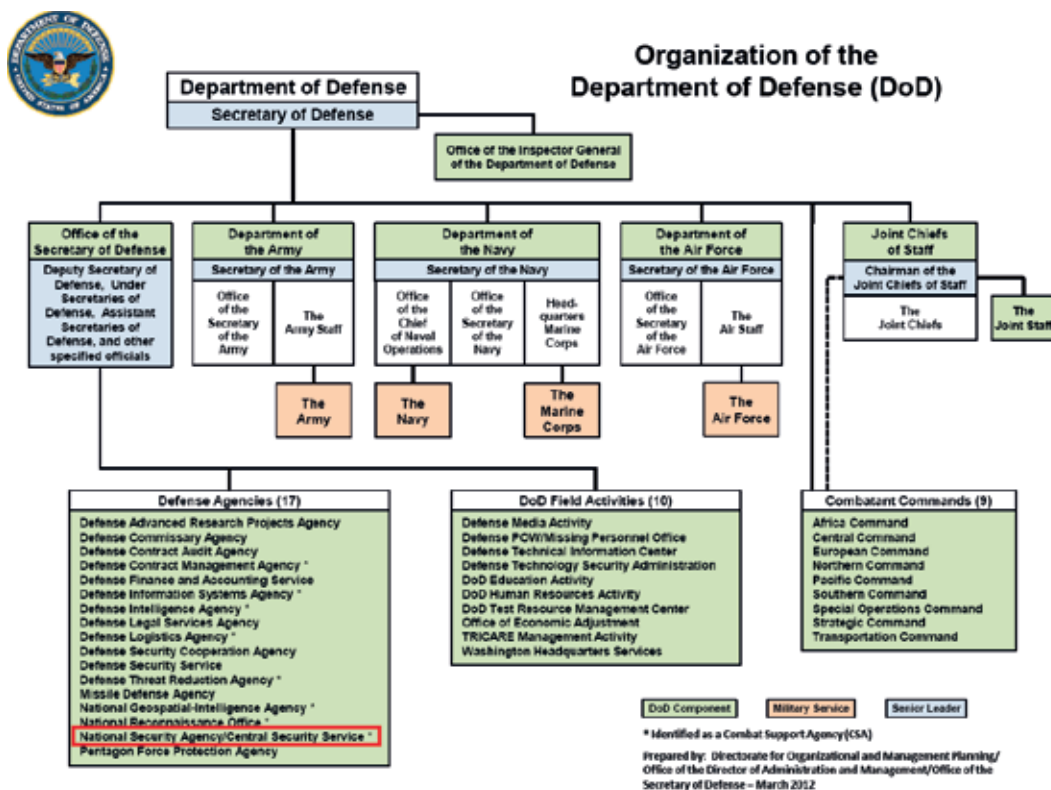 DEPARTMENT OF DEFENSE
UNITED STATES OF AMERICA
Organization of the
Department of Defense (DoD)
Department of Defense
Secretary of Defense
Office of the Inspector General
of the Department of Defense
Office of the
Secretary of Defense
Deputy Secretary of
Defense, Under
Secretaries of
Defense, Assistant
Secretaries of
Defense, and other
specified officials
Department of
the Army
Secretary of the Army
Office
of the
Secretary
of the
Army
The
Army Staff
The
Army
Department of
the Navy
Secretary of the Navy
Office
of the
Chief
of Naval
Operations
Office
of the
Secretary
of the
Navy
Head-
quarters
Marine
Corps
The
Navy
The
Marine
Corps
Department of
the Air Force
Secretary of the Air Force
Office
of the
Secretary
of the
Air Force
The
Air Staff
The
Air Force
Joint Chiefs
of Staff
Chairman of the
Joint Chiefs of Staff
The
Joint Chiefs
The
Joint Staff
Defense Agencies (17)
Defense Advanced Research Projects Agency
Defense Commissary Agency
Defense Contract Audit Agency
Defense Contract Management Agency *
Defense Finance and Accounting Service
Defense Information Systems Agency *
Defense Intelligence Agency *
Defense Legal Services Agency
Defense Logistics Agency *
Defense Security Cooperation Agency
Defense Security Service
Defense Threat Reduction Agency *
Missile Defense Agency
National Geospatial-Intelligence Agency *
National Reconnaissance Office *
National Security Agency/Central Security Service *
Pentagon Force Protection Agency
DoD Field Activities (10)
Defense Media Activity
Defense POW/Missing Personnel Office
Defense Technical Information Center
Defense Technology Security Administration
DoD Education Activity
DoD Human Resources Activity
DoD Test Resource Management Center
Office of Economic Adjustment
TRICARE Management Activity
Washington Headquarters Services
Combatant Commands (9)
Africa Command
Central Command
European Command
Northern Command
Pacific Command
Southern Command
Special Operations Command
Strategic Command
Transportation Command
DoD Component
Military Service
Senior Leader
* Identified as a Combat Support Agency (CSA)
Prepared by: Directorate for Organizational and Management Planning/
Office of the Director of Administration and Management/Office of the
Secretary of Defense – March 2012